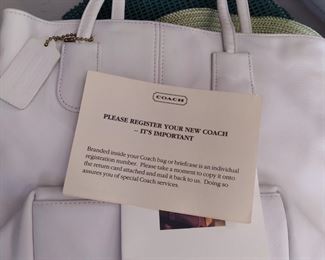 COACH
PLEASE REGISTER YOUR NEW COACH
– IT'S IMPORTANT
Branded inside your Coach bag or briefcase is an individual
registration number. Please take a moment to copy it onto
the return card attached and mail it back to us. Doing so
assures you of special Coach services.